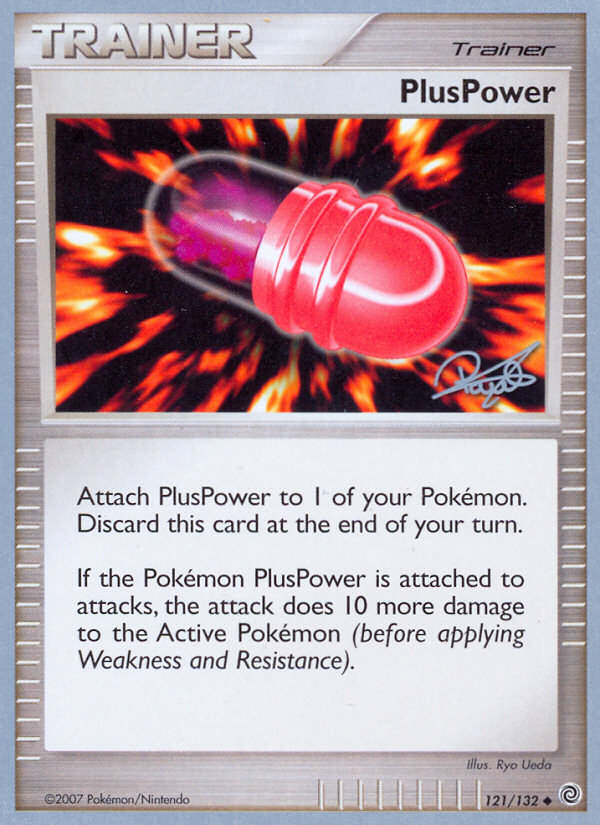 TRAINER
Trainer
PlusPower
Attach PlusPower to 1 of your Pokémon.
Discard this card at the end of your turn.
If the Pokémon PlusPower is attached to
attacks, the attack does 10 more damage
to the Active Pokémon (before applying
Weakness and Resistance).
Illus. Ryo Ueda
©2007 Pokémon/Nintendo
121/132